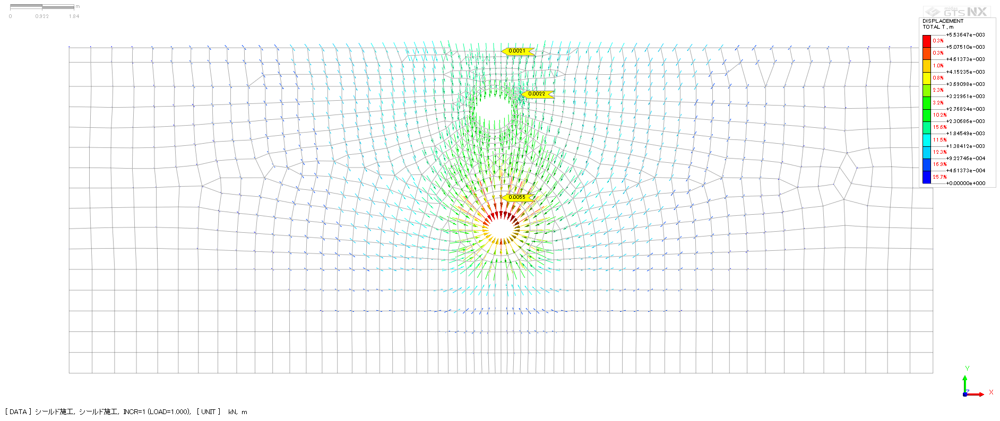 m
0 0.922 1.84
midas
GTS NX
DISPLACEMENT
TOTAL T , m
+5.53647e-003
0.3%
+5.07510e-003
0.3%
+4.61373e-003
1.0%
+4.15235e-003
0.8%
+3.69098e-003
2.3%
+3.22961e-003
3.2%
+2.76824e-003
10.2%
+2.30686e-003
15.6%
+1.84549e-003
11.5%
+1.38412e-003
12.3%
+9.22746e-004
16.9%
+4.61373e-004
25.7%
+0.00000e+000
0.0021
0.0022
0.0055
Y
Z
X
[ DATA ] シールド施工, シールド施工, INCR=1 (LOAD=1.000), [ UNIT ] kN, m